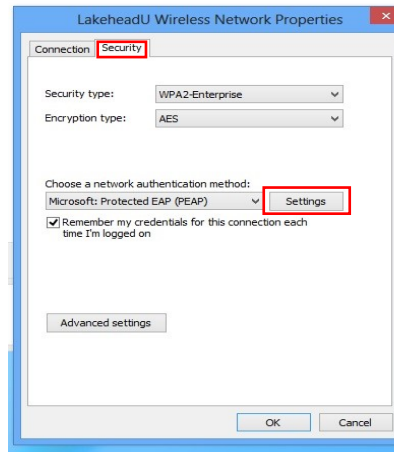 LakeheadU Wireless Network Properties
Connection Security
Security type: WPA2-Enterprise
Encryption type: AES
Choose a network authentication method:
Microsoft: Protected EAP (PEAP) Settings
Remember my credentials for this connection each
time I'm logged on
Advanced settings
OK Cancel